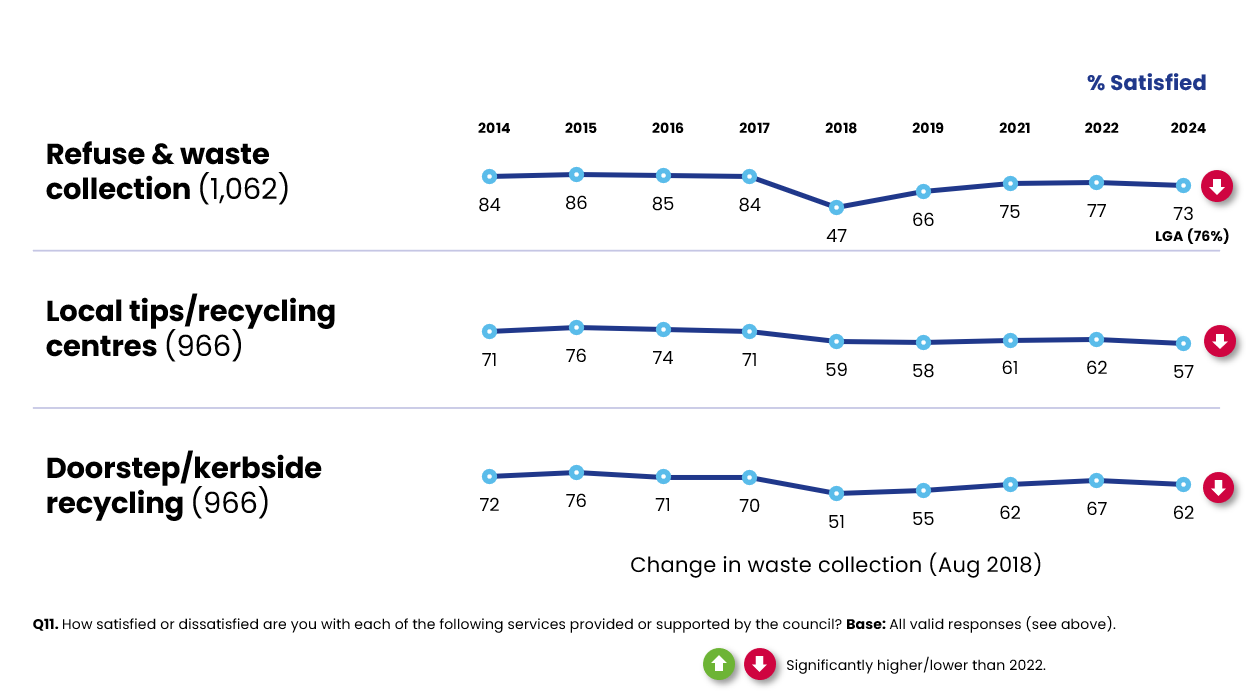 % Satisfied
2014 2015 2016 2017 2018 2019 2021 2022 2024
Refuse & waste
collection (1,062)
84 86 85 84 47 66 75 77 73
LGA (76%)
Local tips/recycling
centres (966)
71 76 74 71 59 58 61 62 57
Doorstep/kerbside
recycling (966)
72 76 71 70 51 55 62 67 62
Change in waste collection (Aug 2018)
Q11. How satisfied or dissatisfied are you with each of the following services provided or supported by the council? Base: All valid responses (see above).
Significantly higher/lower than 2022.